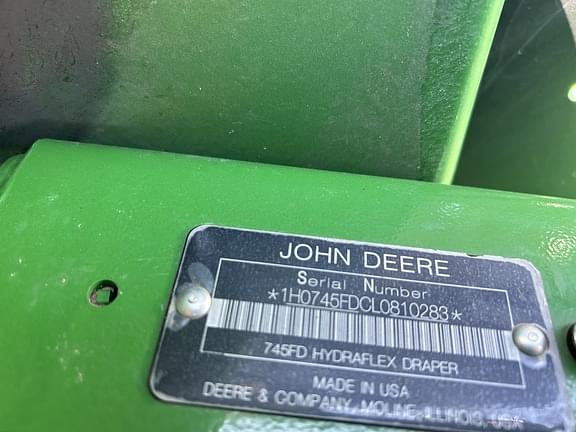 JOHN DEERE
Serial Number
*1H0745FDCL0810283*
745FD HYDRAFLEX DRAPER
MADE IN USA
DEERE & COMPANY, MOLINE, ILLINOIS, USA